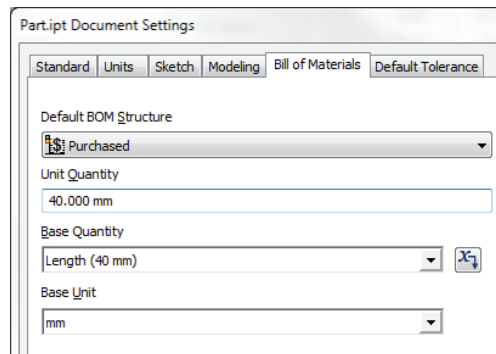 Part.ipt Document Settings
Standard Units Sketch Modeling Bill of Materials Default Tolerance
Default BOM Structure
Purchased
Unit Quantity
40.000 mm
Base Quantity
Length (40 mm)
Base Unit
mm